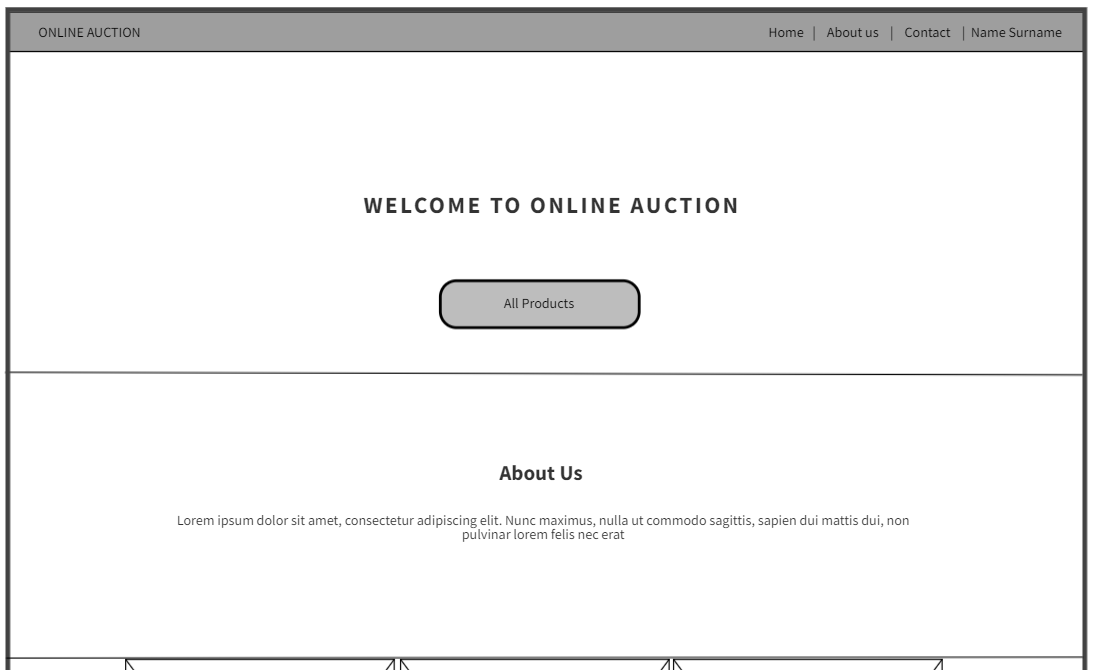 ONLINE AUCTION
Home | About us | Contact | Name Surname
WELCOME TO ONLINE AUCTION
All Products
About Us
Lorem ipsum dolor sit amet, consectetur adipiscing elit. Nunc maximus, nulla ut commodo sagittis, sapien dui mattis dui, non
pulvinar lorem felis nec erat